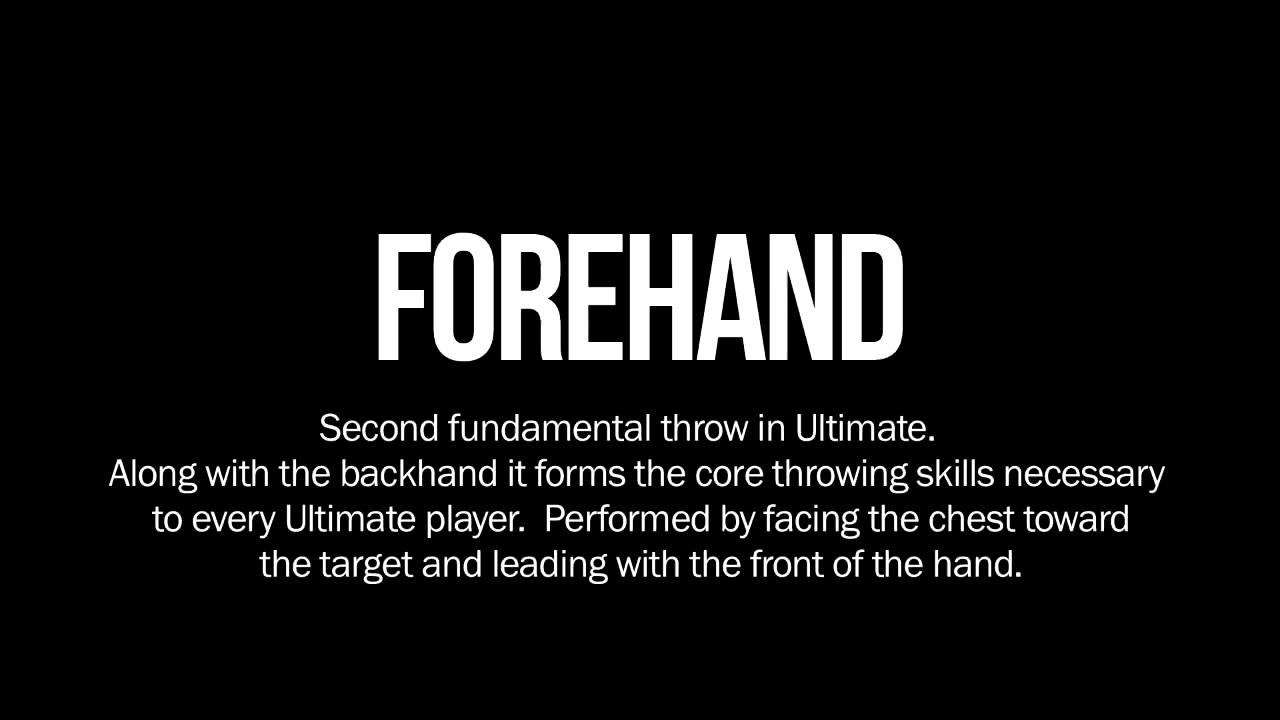 FOREHAND
Second fundamental throw in Ultimate.
Along with the backhand it forms the core throwing skills necessary
to every Ultimate player.  Performed by facing the chest toward
the target and leading with the front of the hand.